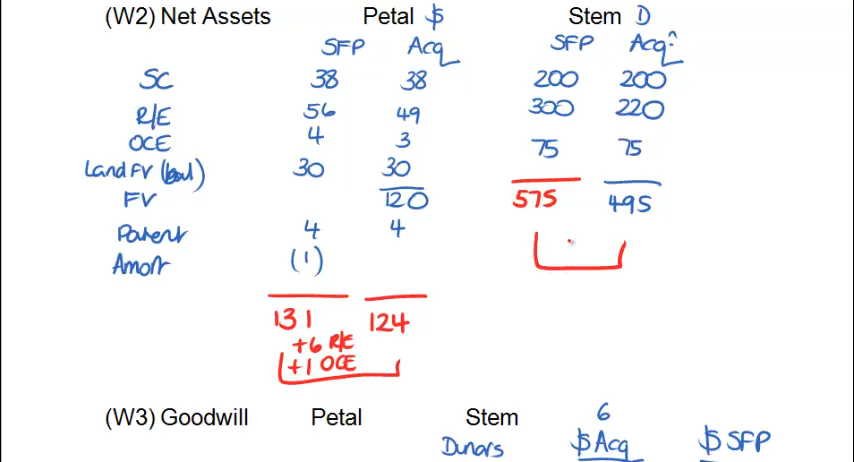 (W2) Net Assets Petal $ Stem D
SFP Acq SFP Acqⁿ
SC 38 38 200 200
R/E 56 49 300 220
OCE 4 3 75 75
Land FV (bal) 30 30
FV 120 575 495
Patent 4 4
Amort (1)
131 124
+6 R/E
+1 OCE
(W3) Goodwill Petal Stem 6
Dinars $ Acq $ SFP